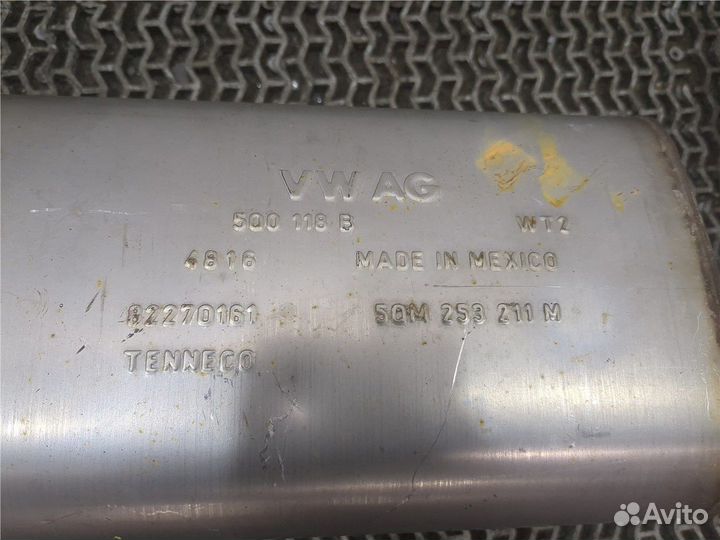 VW AG
5Q0 118 B WT2
4816 MADE IN MEXICO
82270161 5QM 253 211 M
TENNECO
Avito